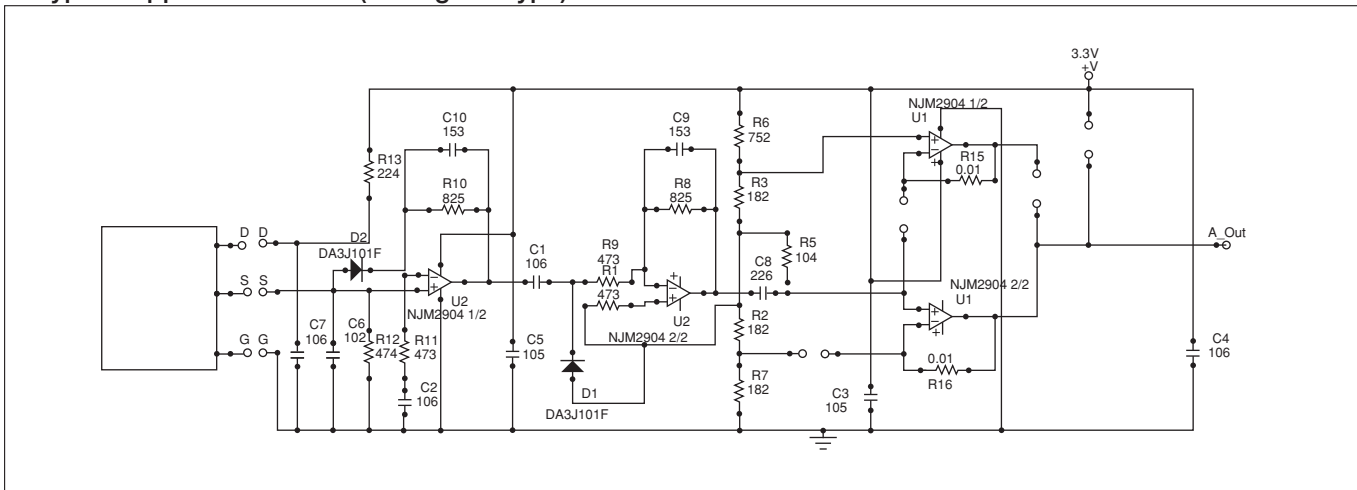 3.3V
+V
C10
153
R13
224
R10
825
D D
D2
DA3J101F
S S
G G
C7
106
C6
102
R12
474
R11
473
C2
106
U2
NJM2904 1/2
C1
106
C5
105
C9
153
R8
825
R9
473
R1
473
U2
NJM2904 2/2
D1
DA3J101F
R6
752
R3
182
R5
104
C8
226
R2
182
R7
182
C3
105
NJM2904 1/2
U1
R15
0.01
NJM2904 2/2
U1
0.01
R16
A_Out
C4
106